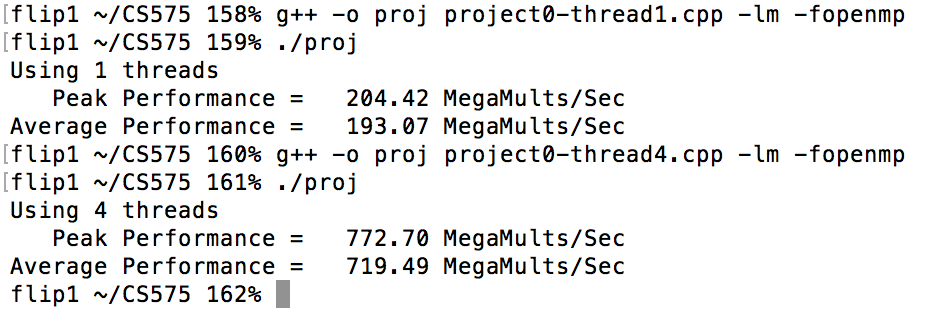 [flip1 ~/CS575 158% g++ -o proj project0-thread1.cpp -lm -fopenmp
[flip1 ~/CS575 159% ./proj
Using 1 threads
   Peak Performance =   204.42 MegaMults/Sec
Average Performance =   193.07 MegaMults/Sec
[flip1 ~/CS575 160% g++ -o proj project0-thread4.cpp -lm -fopenmp
[flip1 ~/CS575 161% ./proj
Using 4 threads
   Peak Performance =   772.70 MegaMults/Sec
Average Performance =   719.49 MegaMults/Sec
flip1 ~/CS575 162%